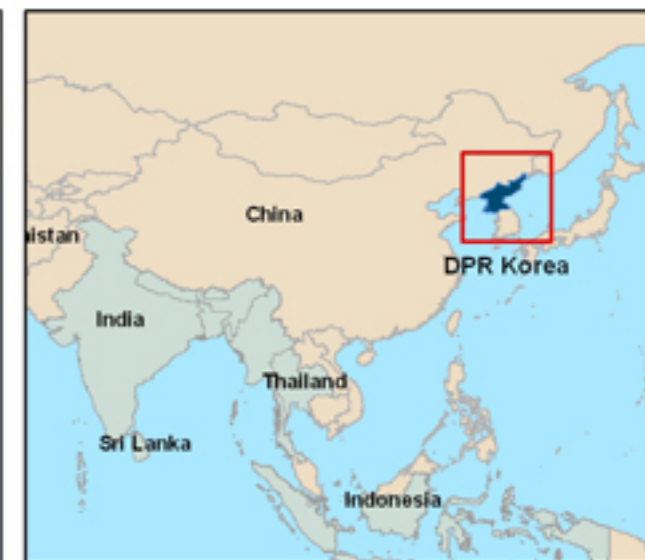 China
istan
DPR Korea
India
Thailand
Sri Lanka
Indonesia